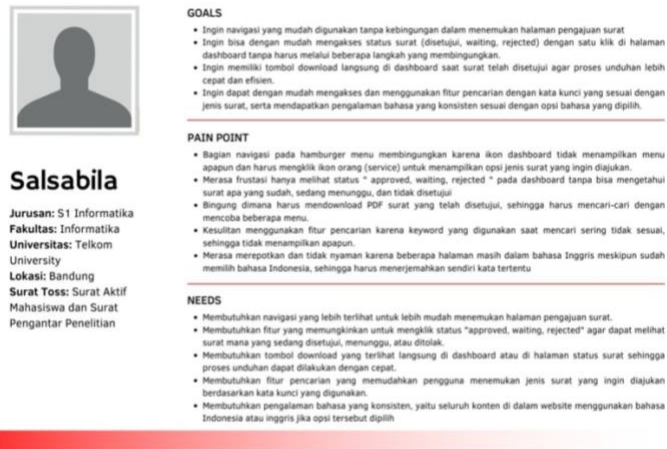 Salsabila
Jurusan: S1 Informatika
Fakultas: Informatika
Universitas: Telkom
University
Lokasi: Bandung
Surat Toss: Surat Aktif
Mahasiswa dan Surat
Pengantar Penelitian
GOALS
• Ingin navigasi yang mudah digunakan tanpa kebingungan dalam menemukan halaman pengajuan surat
• Ingin bisa dengan mudah mengakses status surat (disetujui, waiting, rejected) dengan satu klik di halaman
dashboard tanpa harus melalui beberapa langkah yang membingungkan.
• Ingin memiliki tombol download langsung di dashboard saat surat telah disetujui agar proses unduhan lebih
cepat dan efisien.
• Ingin dapat dengan mudah mengakses dan menggunakan fitur pencarian dengan kata kunci yang sesuai dengan
jenis surat, serta mendapatkan pengalaman bahasa yang konsisten sesuai dengan opsi bahasa yang dipilih.
PAIN POINT
• Bagian navigasi pada hamburger menu membingungkan karena ikon dashboard tidak menampilkan menu
apapun dan harus mengklik ikon orang (service) untuk menampilkan opsi jenis surat yang ingin diajukan.
• Merasa frustasi hanya melihat status " approved, waiting, rejected " pada dashboard tanpa bisa mengetahui
surat apa yang sudah, sedang menunggu, dan tidak disetujui
• Bingung dimana harus mendownload PDF surat yang telah disetujui, sehingga harus mencari-cari dengan
mencoba beberapa menu.
• Kesulitan menggunakan fitur pencarian karena keyword yang digunakan saat mencari sering tidak sesuai,
sehingga tidak menampilkan apapun.
• Merasa merepotkan dan tidak nyaman karena beberapa halaman masih dalam bahasa Inggris meskipun sudah
memilih bahasa Indonesia, sehingga harus menerjemahkan sendiri kata tertentu
NEEDS
• Membutuhkan navigasi yang lebih terlihat untuk lebih mudah menemukan halaman pengajuan surat.
• Membutuhkan fitur yang memungkinkan untuk mengklik status "approved, waiting, rejected" agar dapat melihat
surat mana yang sedang disetujui, menunggu, atau ditolak.
• Membutuhkan tombol download yang terlihat langsung di dashboard atau di halaman status surat sehingga
proses unduhan dapat dilakukan dengan cepat.
• Membutuhkan fitur pencarian yang memudahkan pengguna menemukan jenis surat yang ingin diajukan
berdasarkan kata kunci yang digunakan.
• Membutuhkan pengalaman bahasa yang konsisten, yaitu seluruh konten di dalam website menggunakan bahasa
Indonesia atau inggris jika opsi tersebut dipilih